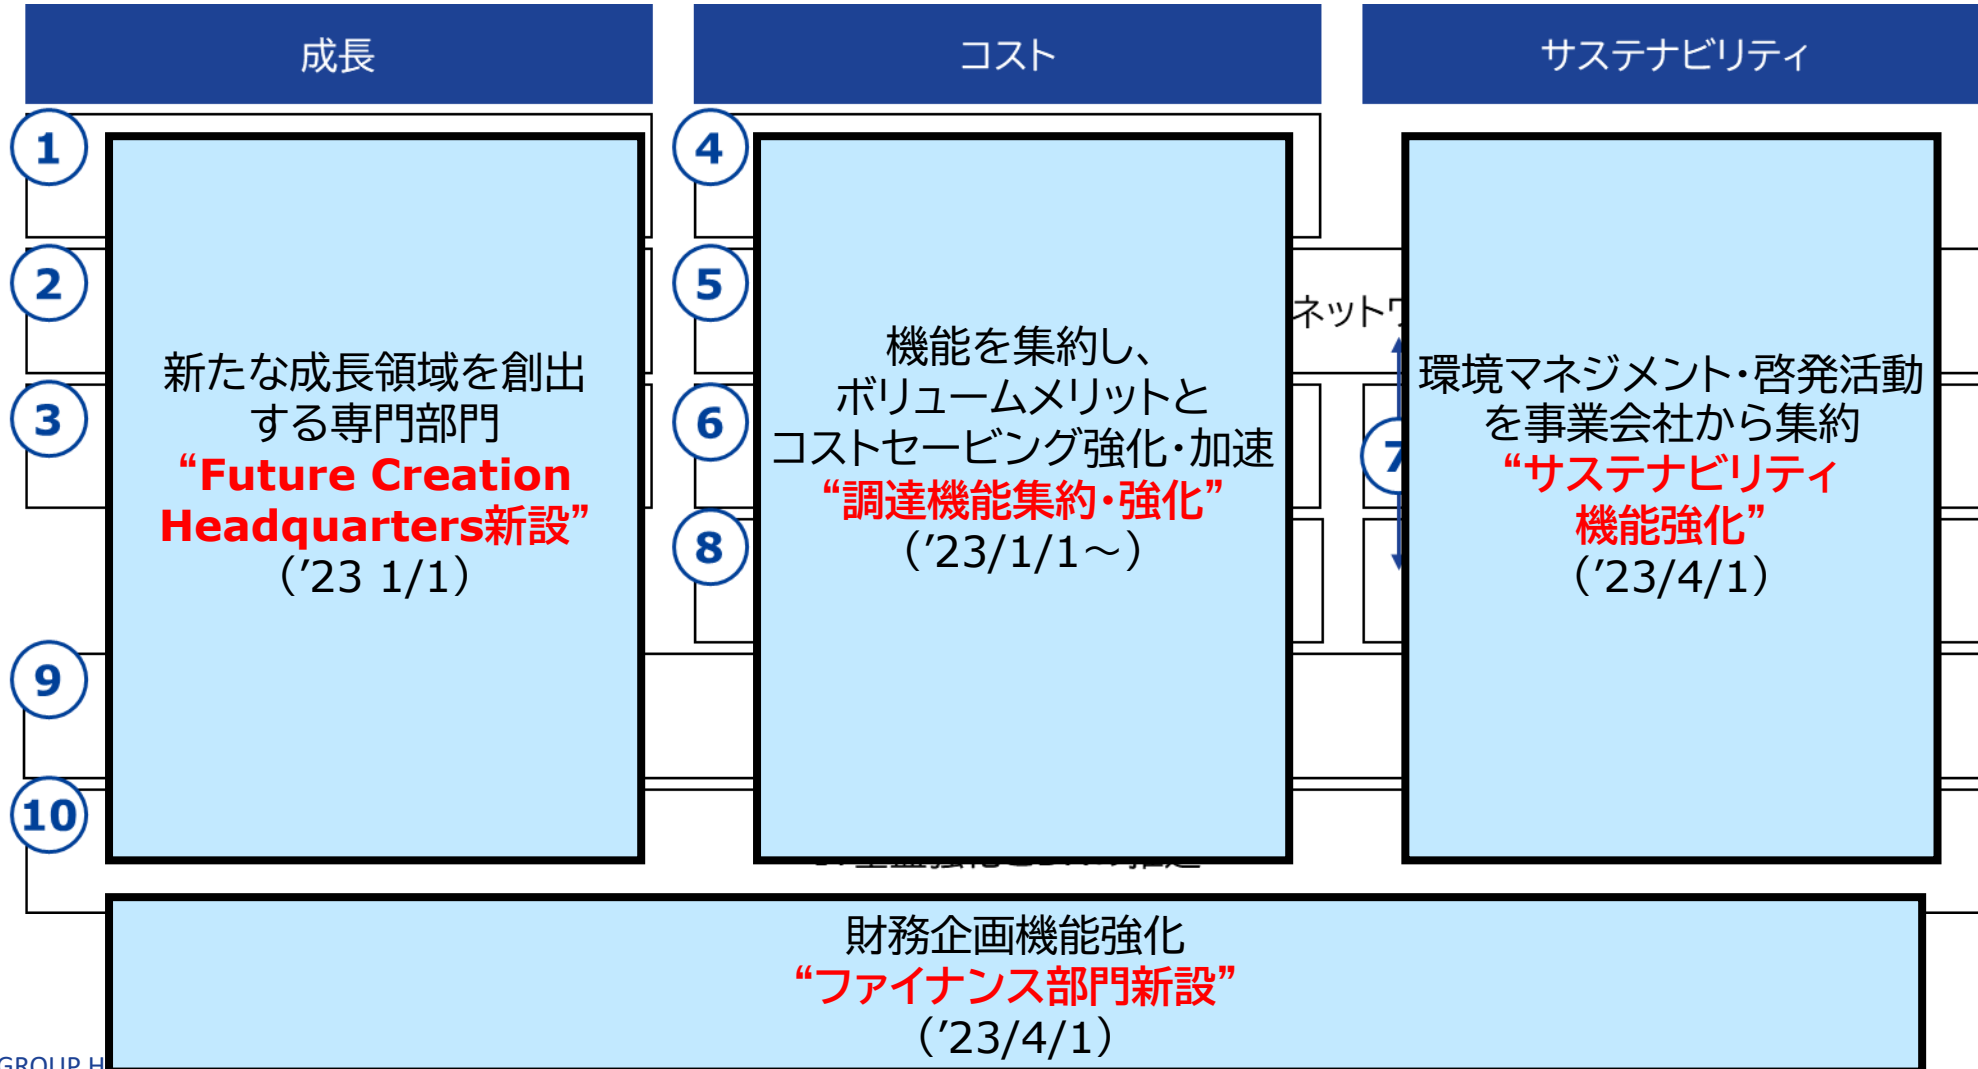 成長
コスト
サステナビリティ
1
2
3
新たな成長領域を創出
する専門部門
“Future Creation
Headquarters新設”
（’23 1/1）
4
5
6
8
機能を集約し、
ボリュームメリットと
コストセービング強化・加速
“調達機能集約・強化”
（’23/1/1～）
ネット
7
環境マネジメント・啓発活動
を事業会社から集約
“サステナビリティ
機能強化”
（’23/4/1）
9
10
財務企画機能強化
“ファイナンス部門新設”
（’23/4/1）
GROUP H